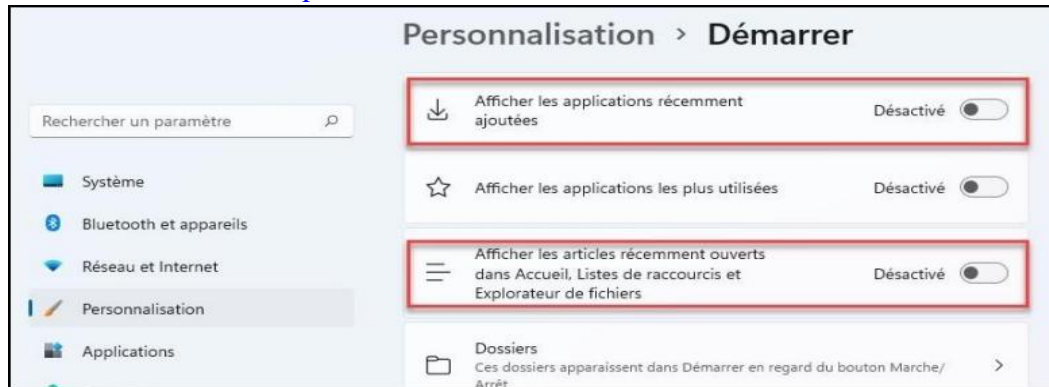 Personnalisation > Démarrer
Rechercher un paramètre
Système
Bluetooth et appareils
Réseau et Internet
Personnalisation
Applications
Afficher les applications récemment
ajoutées
Désactivé
Afficher les applications les plus utilisées
Désactivé
Afficher les articles récemment ouverts
dans Accueil, Listes de raccourcis et
Explorateur de fichiers
Désactivé
Dossiers
Ces dossiers apparaissent dans Démarrer en regard du bouton Marche/
Arrêt